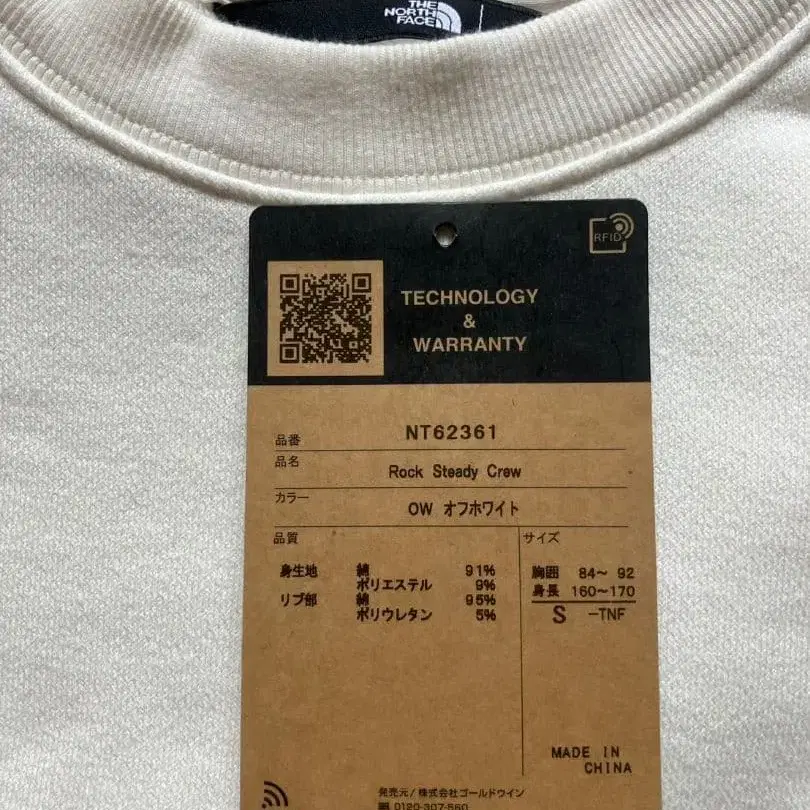 THE
NORTH
FACE
RFID
TECHNOLOGY
&
WARRANTY
品番 NT62361
品名 Rock Steady Crew
カラー OW オフホワイト
品質 サイズ
身生地 綿 91% 胸囲 84〜 92
ポリエステル 9% 身長 160〜170
リブ部 綿 95% S -TNF
ポリウレタン 5%
MADE IN
CHINA
発売元/株式会社ゴールドウイン
0120-307-560